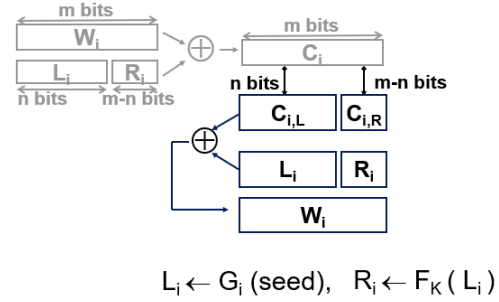 m bits
m bits
Wᵢ
⊕
Cᵢ
Lᵢ Rᵢ
n bits m-n bits
n bits m-n bits
Cᵢ,L Cᵢ,R
⊕
Lᵢ Rᵢ
Wᵢ
Lᵢ ← Gᵢ (seed), Rᵢ ← Fₖ ( Lᵢ )